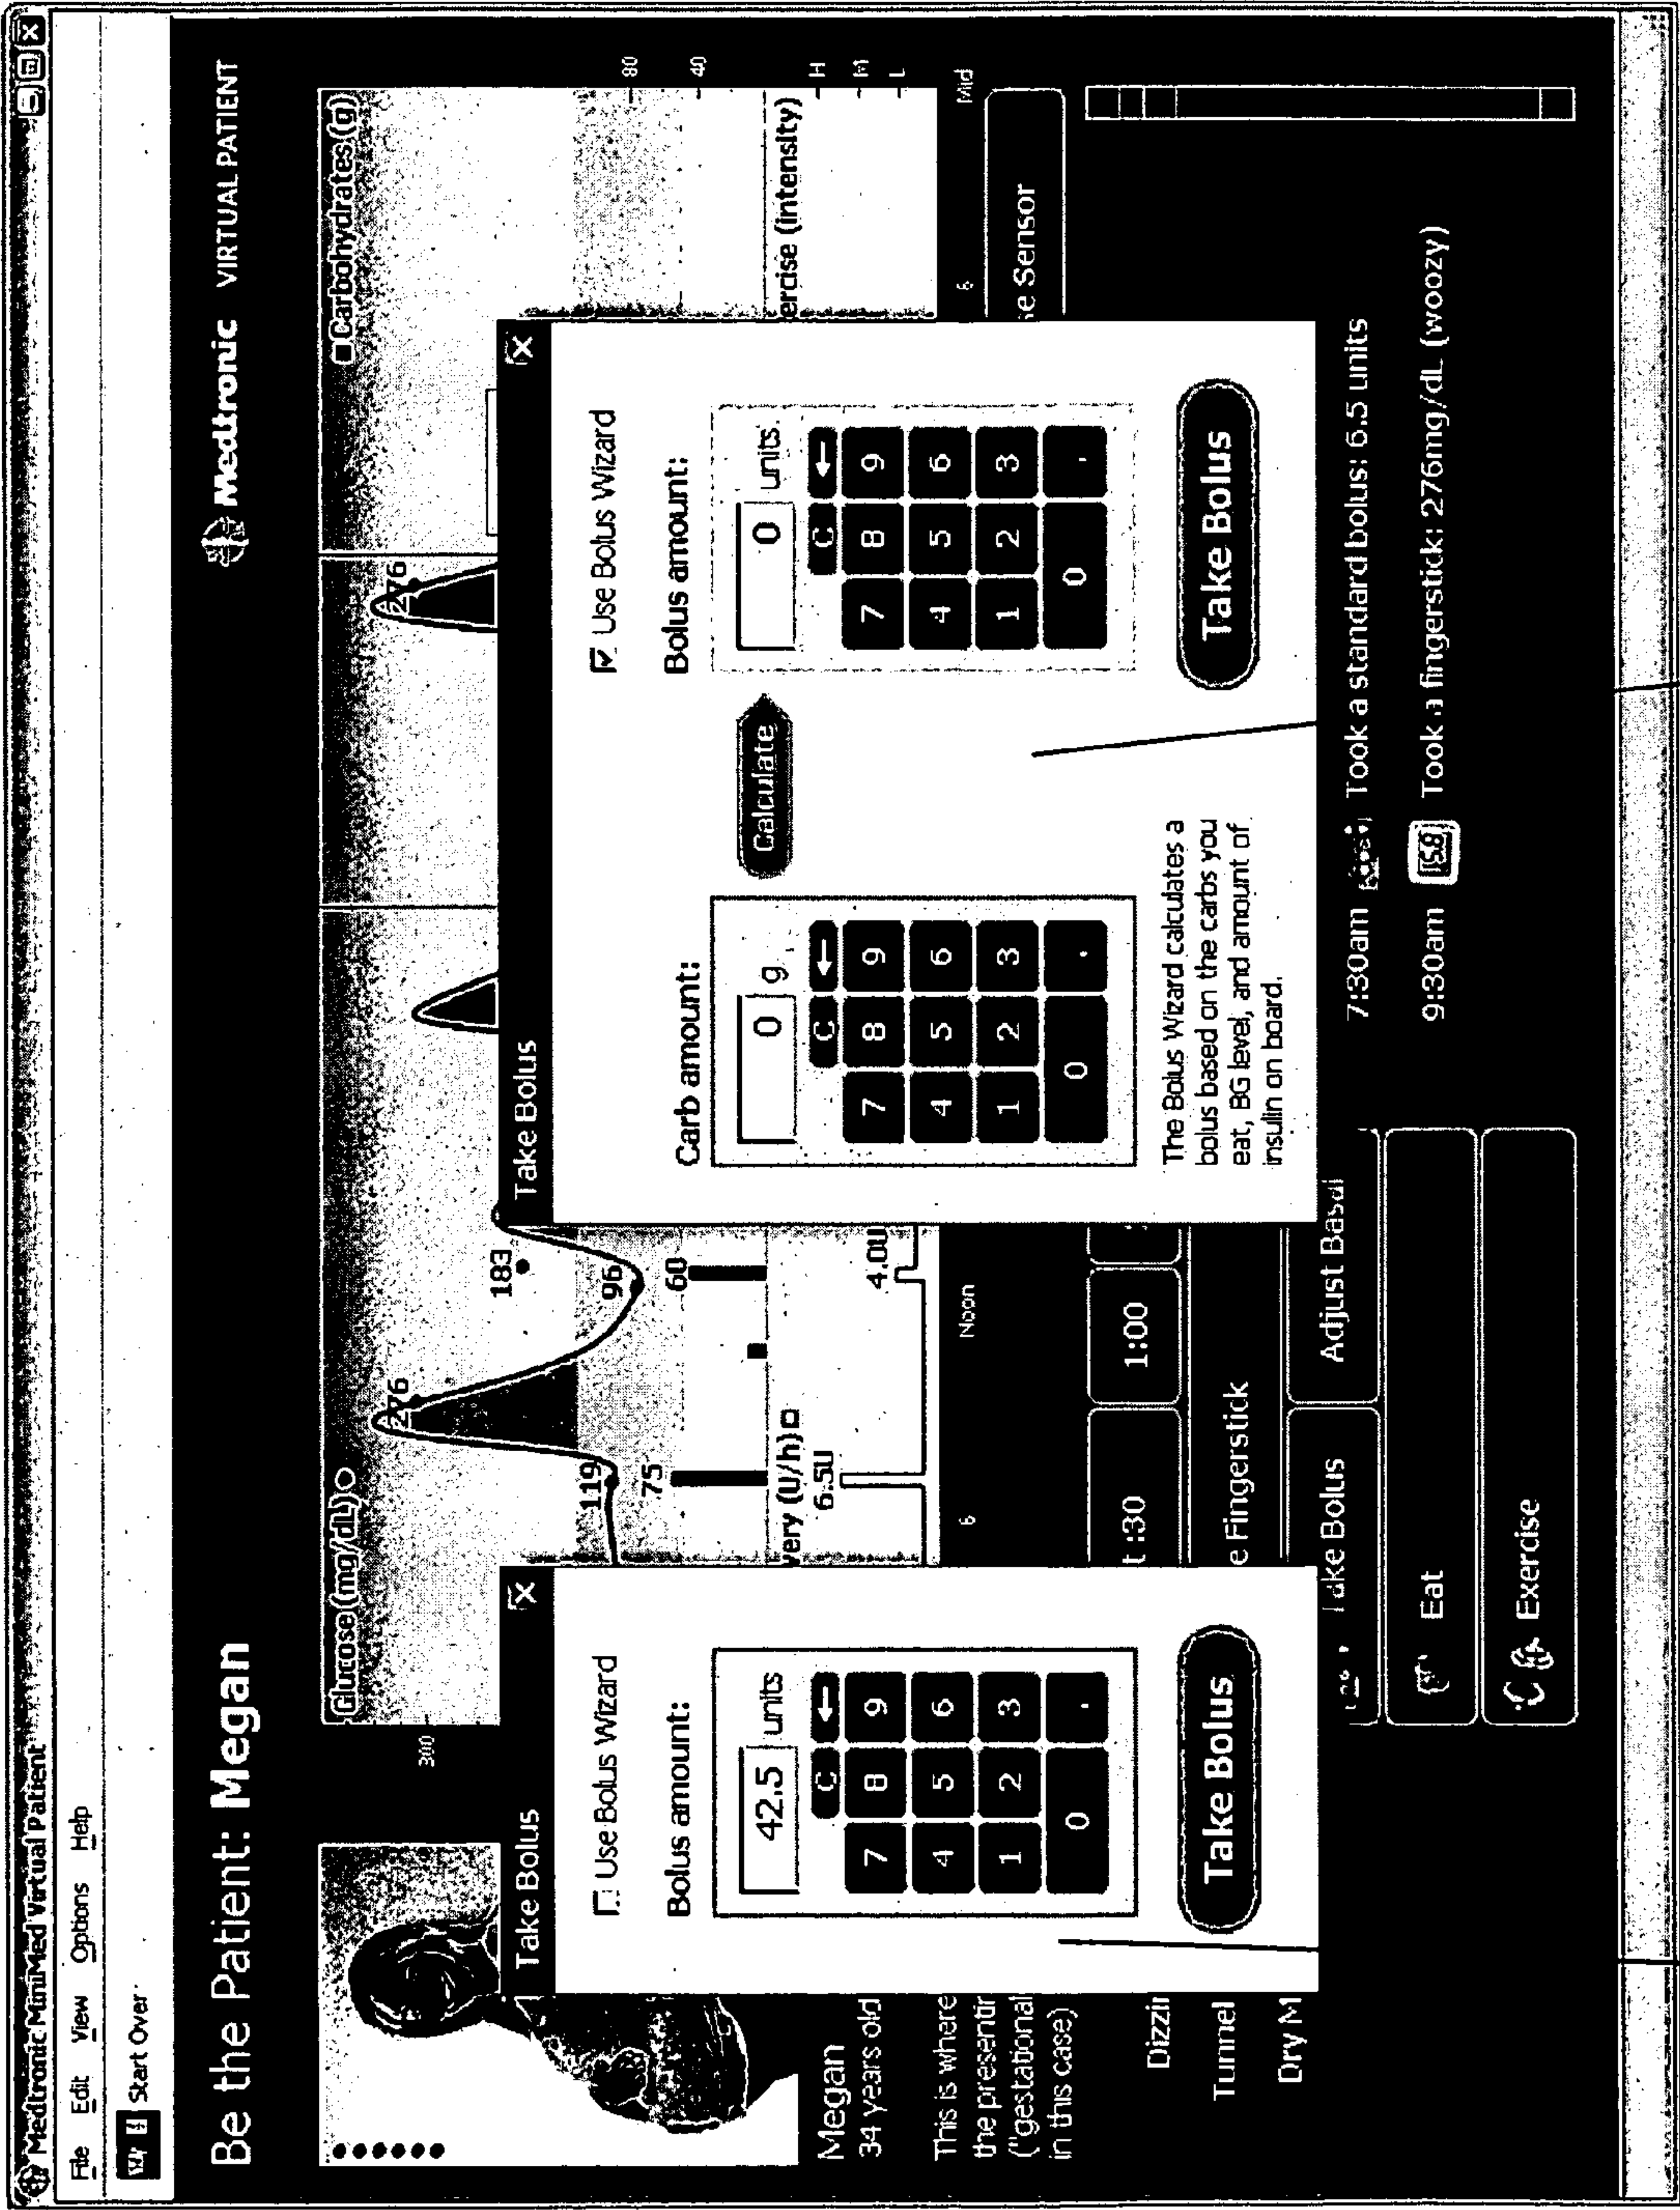 Medtronic MiniMed Virtual Patient
File Edit View Options Help
Start Over
Be the Patient: Megan
Medtronic VIRTUAL PATIENT
Glucose (mg/dL)
Carbohydrates (g)
300
276
276
183
119
96
75
60
80
40
very (U/h)
ercise (intensity)
6.5U
4.0U
H
M
L
6
Noon
6
Mid
Megan
34 years old
This is where
the presentin
("gestational
in this case)
Dizzi
Tunnel
Dry M
Take Bolus
Use Bolus Wizard
Bolus amount:
42.5 units
C ←
7 8 9
4 5 6
1 2 3
0 .
Take Bolus
Take Bolus
Use Bolus Wizard
Carb amount:
0 g
C ←
7 8 9
4 5 6
1 2 3
0 .
Calculate
Bolus amount:
0 units
C ←
7 8 9
4 5 6
1 2 3
0 .
The Bolus Wizard calculates a
bolus based on the carbs you
eat, BG level, and amount of
insulin on board.
Take Bolus
t :30
1:00
e Fingerstick
se Sensor
Take Bolus
Adjust Basal
Eat
Exercise
7:30am Took a standard bolus: 6.5 units
9:30am Took a fingerstick: 276mg/dL (woozy)